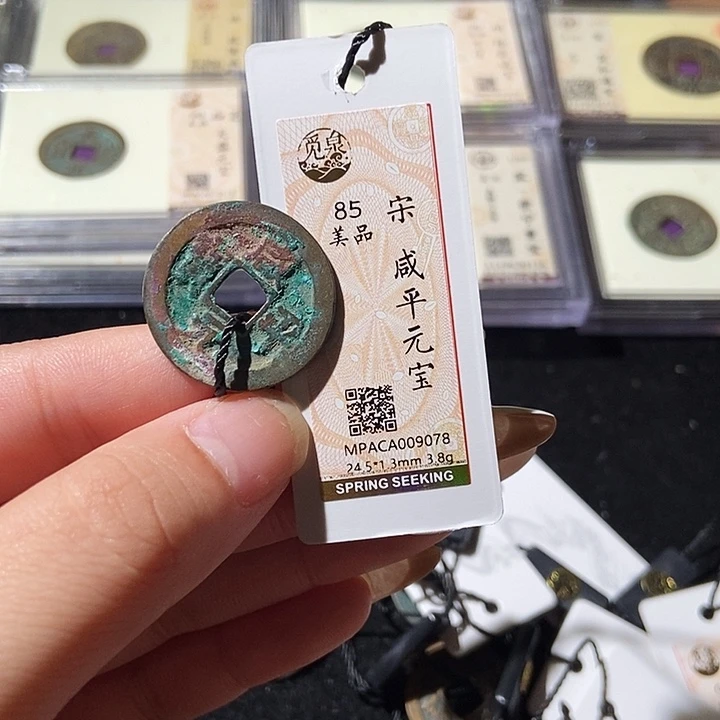 觅泉
85
美品
宋 咸平元宝
MPACA009078
24.5*1.3mm 3.8g
SPRING SEEKING